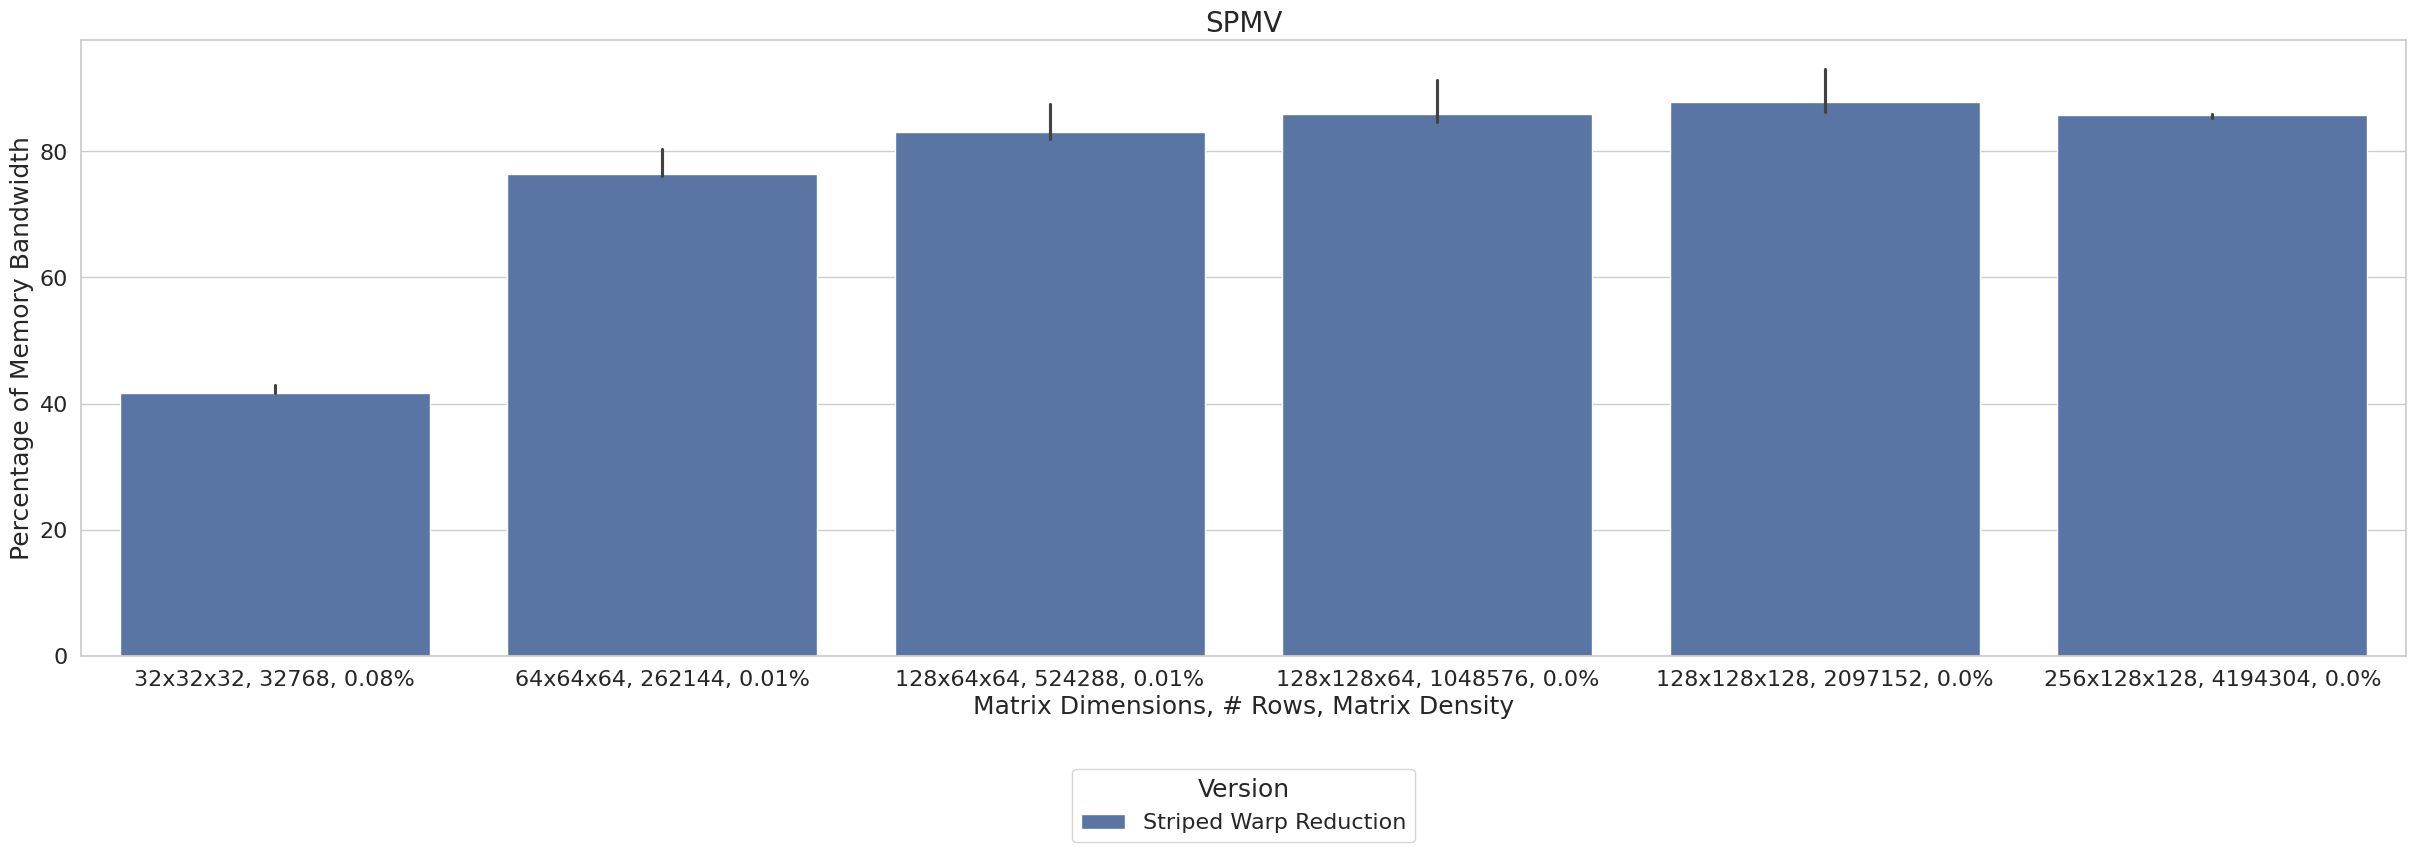 SPMV
Percentage of Memory Bandwidth
80
60
40
20
0
32x32x32, 32768, 0.08%
64x64x64, 262144, 0.01%
128x64x64, 524288, 0.01%
128x128x64, 1048576, 0.0%
128x128x128, 2097152, 0.0%
256x128x128, 4194304, 0.0%
Matrix Dimensions, # Rows, Matrix Density
Version
Striped Warp Reduction